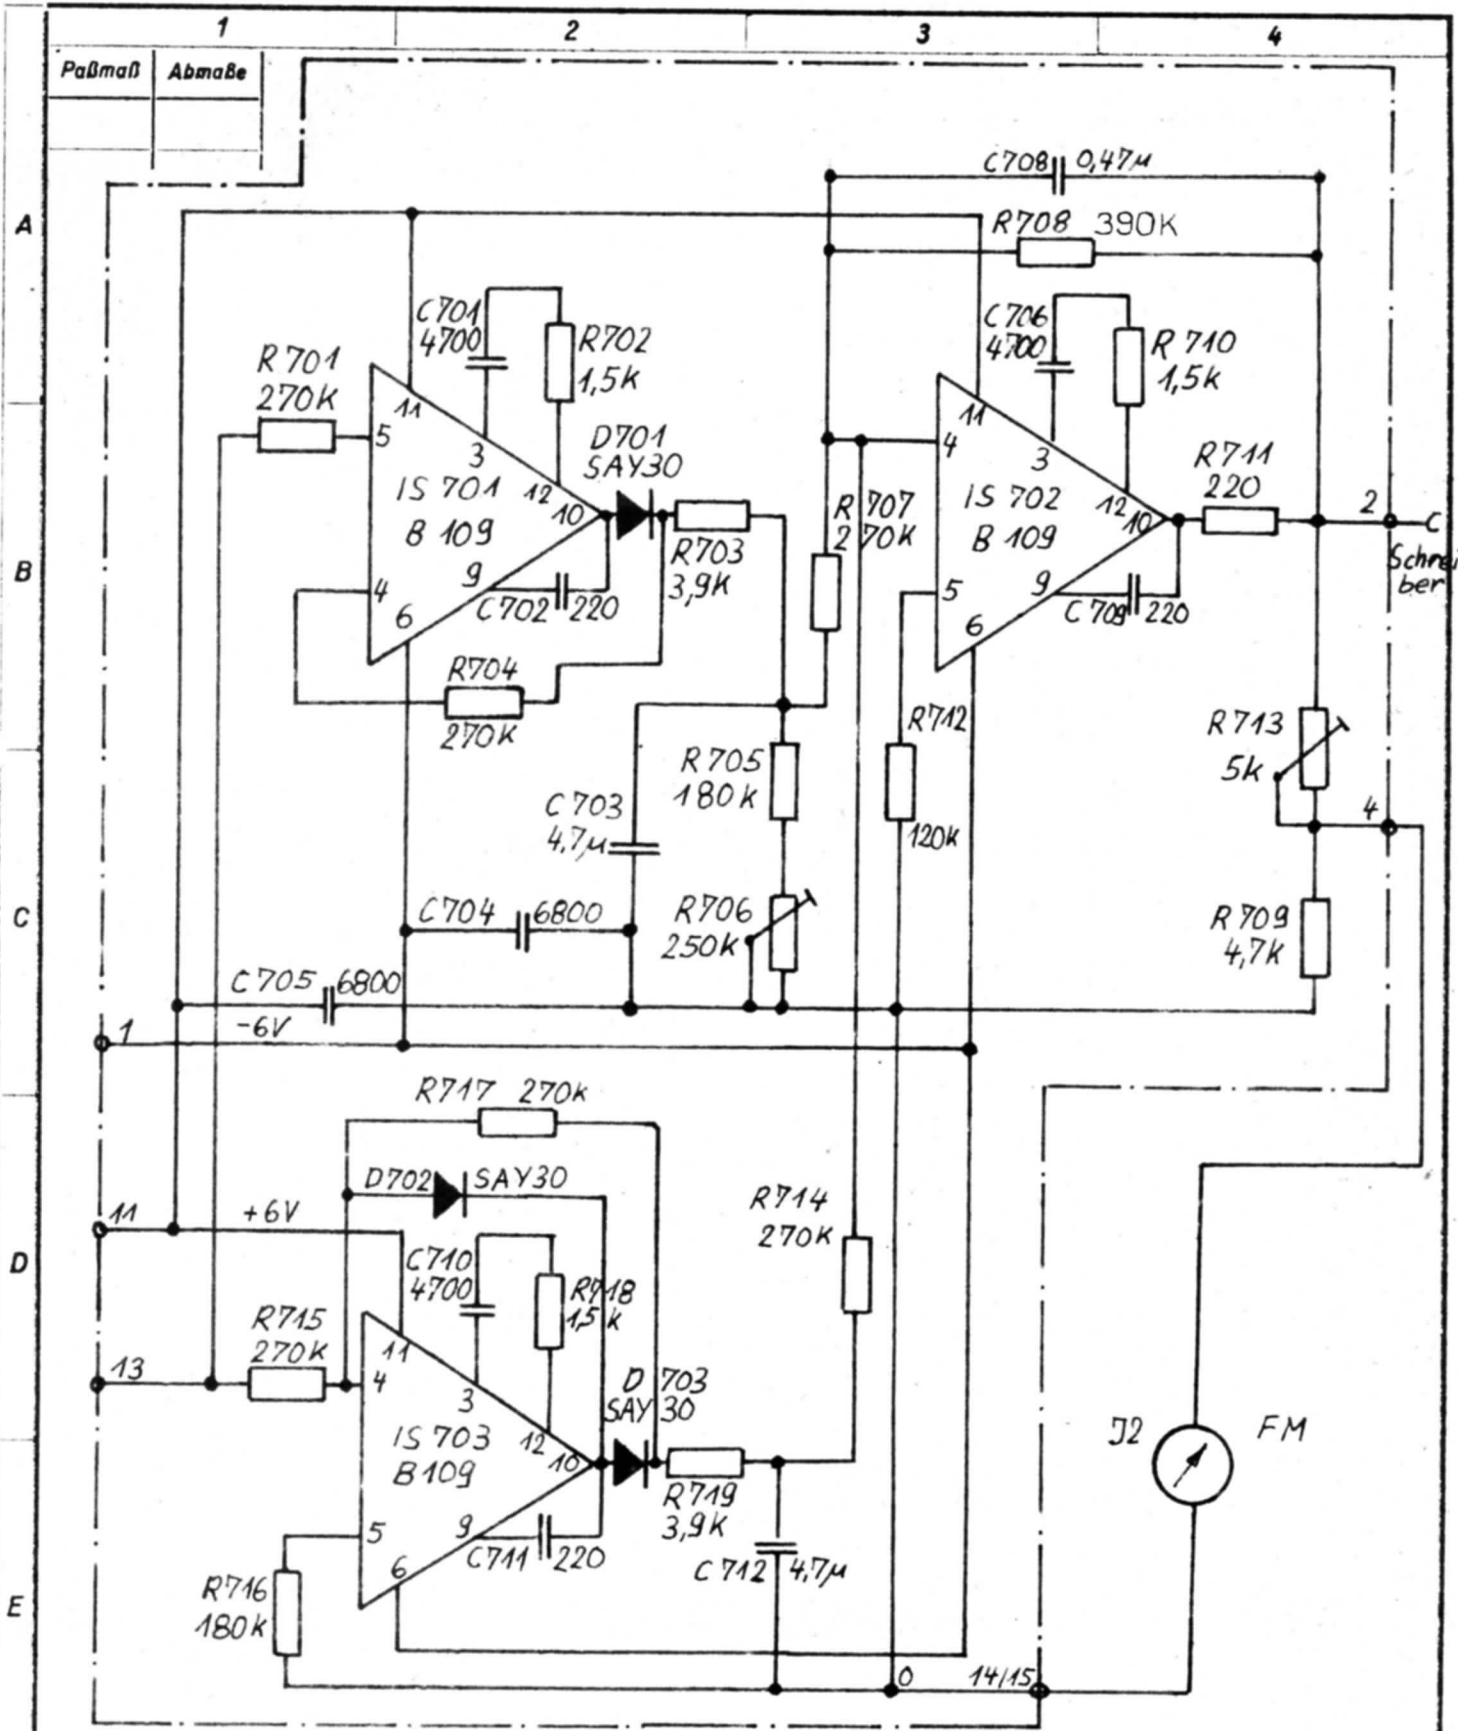 1 2 3 4
Paßmaß Abmaße
A
B
C
D
E
C708 0,47µ
R708 390K
C701
4700
R702
1,5K
C706
4700
R710
1,5K
R701
270K
11
5
3
12
10
IS 701
B 109
4
9
6
D701
SAY30
R703
3,9K
C702 220
R704
270K
R707
270K
11
4
3
12
10
IS 702
B 109
5
9
6
R711
220
2
C
Schrei
ber
C709 220
R712
120K
R713
5K
4
R705
180K
C703
4,7µ
C704 6800
R706
250K
R709
4,7K
C705 6800
1 -6V
R717 270K
D702 SAY30
11 +6V
C710
4700
R718
1,5K
R714
270K
R715
270K
13
11
4
3
12
10
IS 703
B109
5
9
6
D703
SAY30
R719
3,9K
J2 FM
C711 220
C712 4,7µ
R716
180K
0 14/15